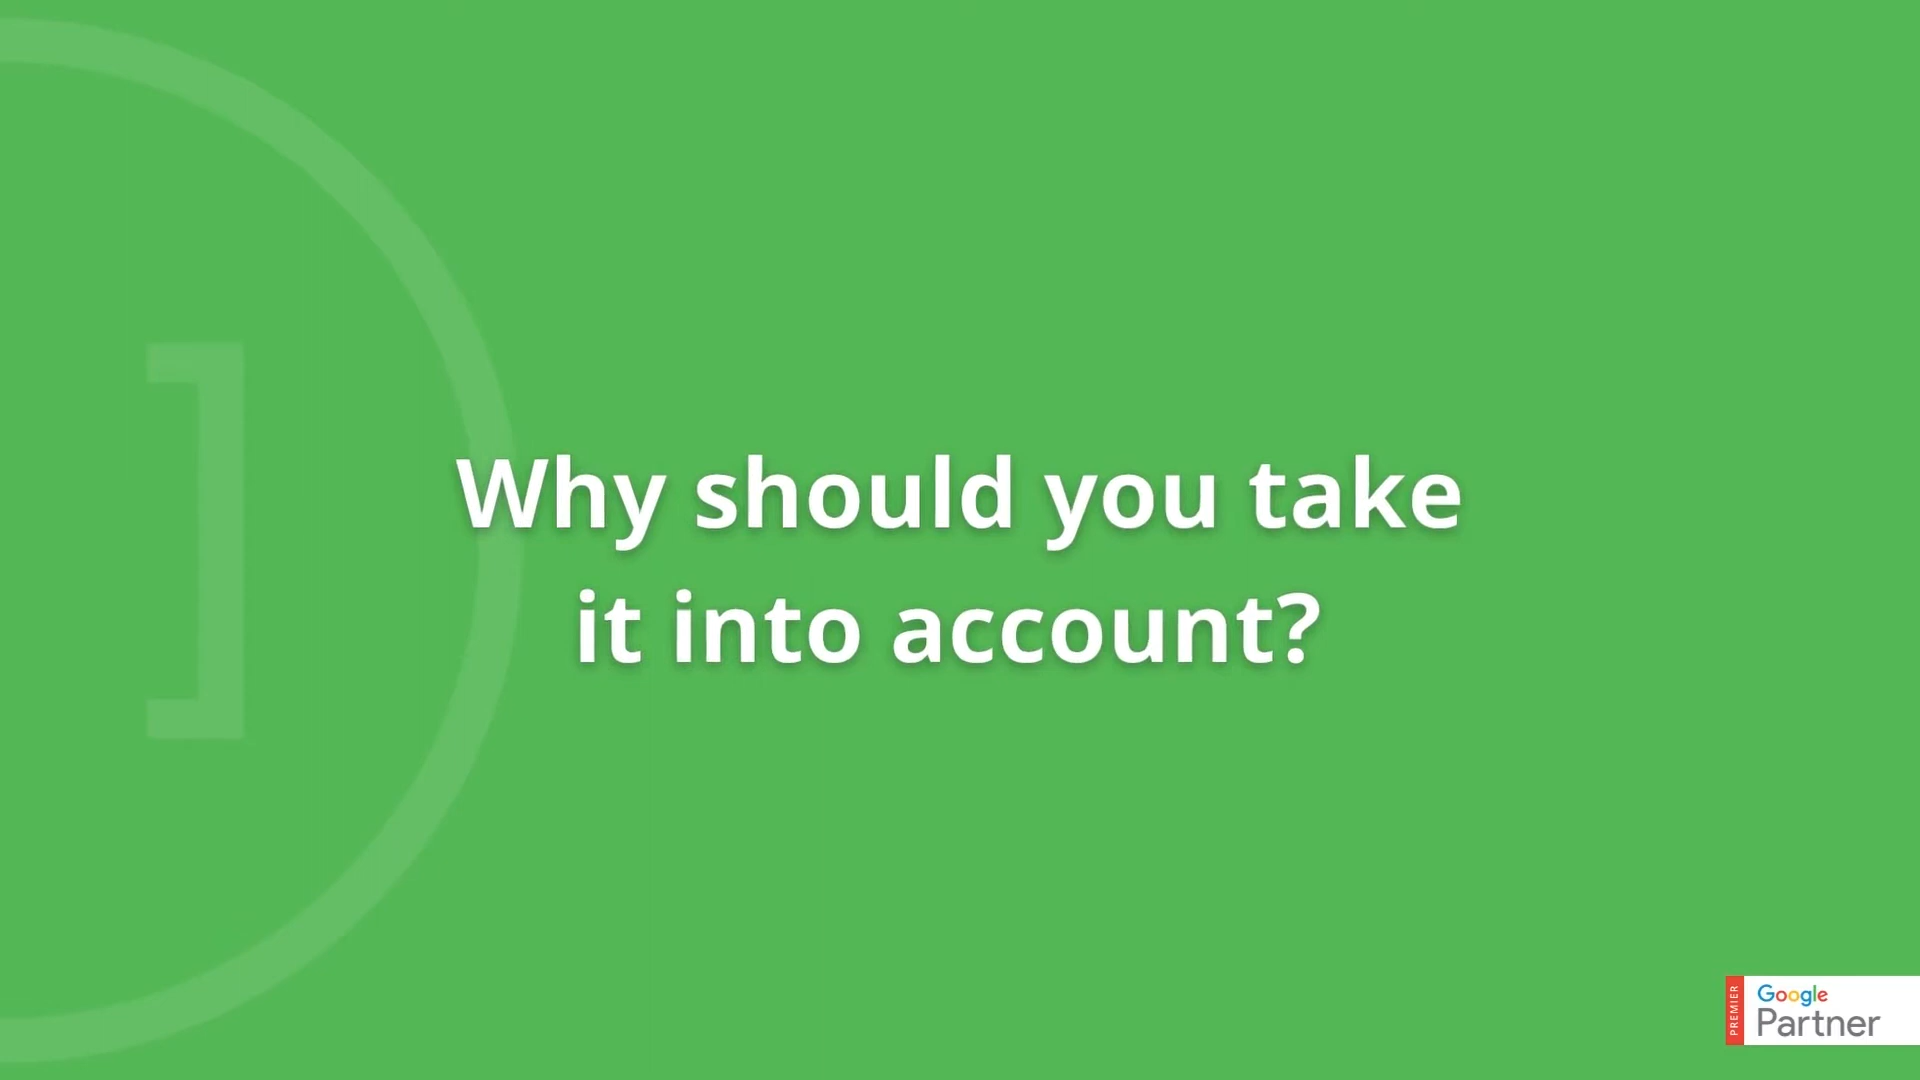 Why should you take
it into account?
PREMIER
Google
Partner